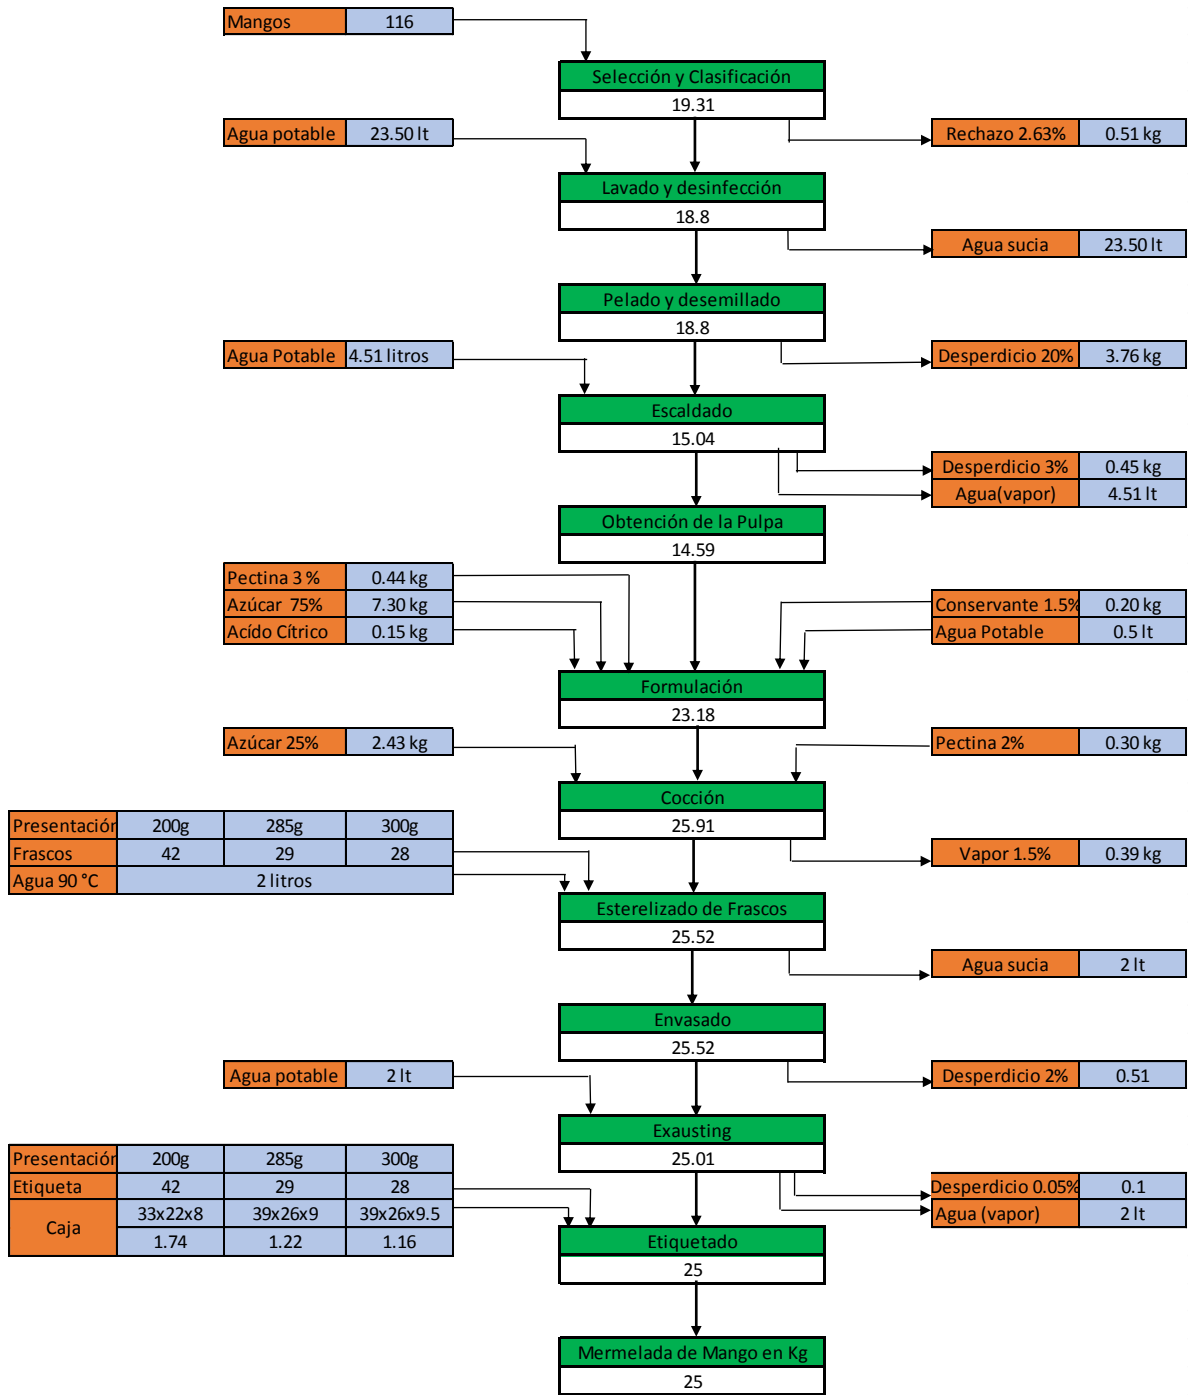 Mangos 116
Selección y Clasificación
19.31
Agua potable 23.50 lt
Rechazo 2.63% 0.51 kg
Lavado y desinfección
18.8
Agua sucia 23.50 lt
Pelado y desemillado
18.8
Agua Potable 4.51 litros
Desperdicio 20% 3.76 kg
Escaldado
15.04
Desperdicio 3% 0.45 kg
Agua(vapor) 4.51 lt
Obtención de la Pulpa
14.59
Pectina 3 % 0.44 kg
Azúcar 75% 7.30 kg
Acído Cítrico 0.15 kg
Conservante 1.5% 0.20 kg
Agua Potable 0.5 lt
Formulación
23.18
Azúcar 25% 2.43 kg
Pectina 2% 0.30 kg
Cocción
25.91
Presentación 200g 285g 300g
Frascos 42 29 28
Agua 90 °C 2 litros
Vapor 1.5% 0.39 kg
Esterelizado de Frascos
25.52
Agua sucia 2 lt
Envasado
25.52
Agua potable 2 lt
Desperdicio 2% 0.51
Exausting
25.01
Presentación 200g 285g 300g
Etiqueta 42 29 28
Caja 33x22x8 39x26x9 39x26x9.5
1.74 1.22 1.16
Desperdicio 0.05% 0.1
Agua (vapor) 2 lt
Etiquetado
25
Mermelada de Mango en Kg
25